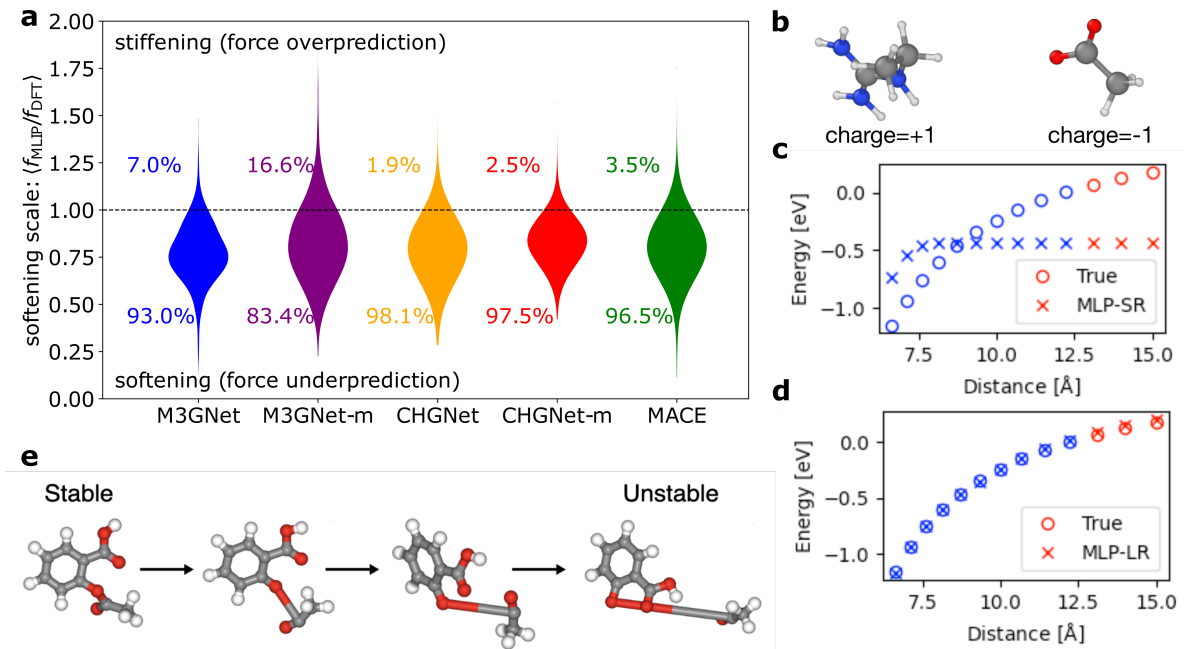 a
2.00
1.75
1.50
1.25
1.00
0.75
0.50
0.25
0.00
softening scale: ⟨f_MLIP/f_DFT⟩
stiffening (force overprediction)
7.0%
16.6%
1.9%
2.5%
3.5%
93.0%
83.4%
98.1%
97.5%
96.5%
softening (force underprediction)
M3GNet
M3GNet-m
CHGNet
CHGNet-m
MACE
b
charge=+1
charge=-1
c
0.0
−0.5
−1.0
Energy [eV]
True
MLP-SR
7.5
10.0
12.5
15.0
Distance [Å]
d
0.0
−0.5
−1.0
Energy [eV]
True
MLP-LR
7.5
10.0
12.5
15.0
Distance [Å]
e
Stable
Unstable